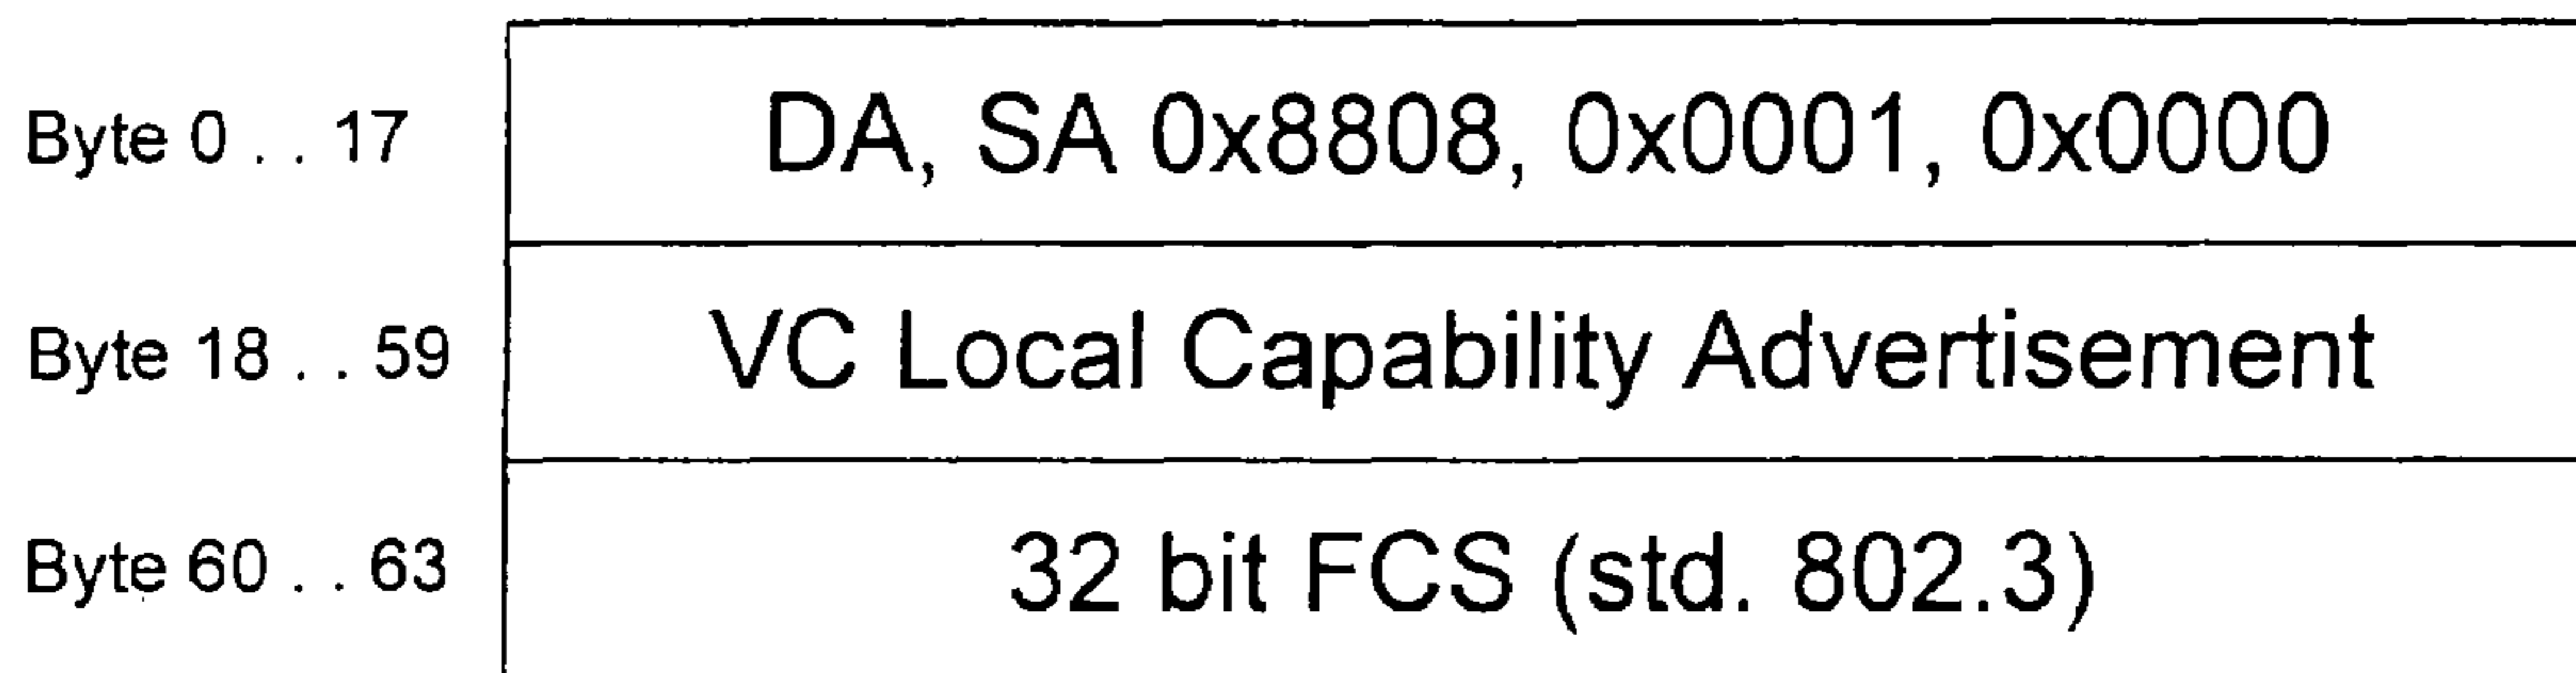 Byte 0 . . 17 DA, SA 0x8808, 0x0001, 0x0000
Byte 18 . . 59 VC Local Capability Advertisement
Byte 60 . . 63 32 bit FCS (std. 802.3)